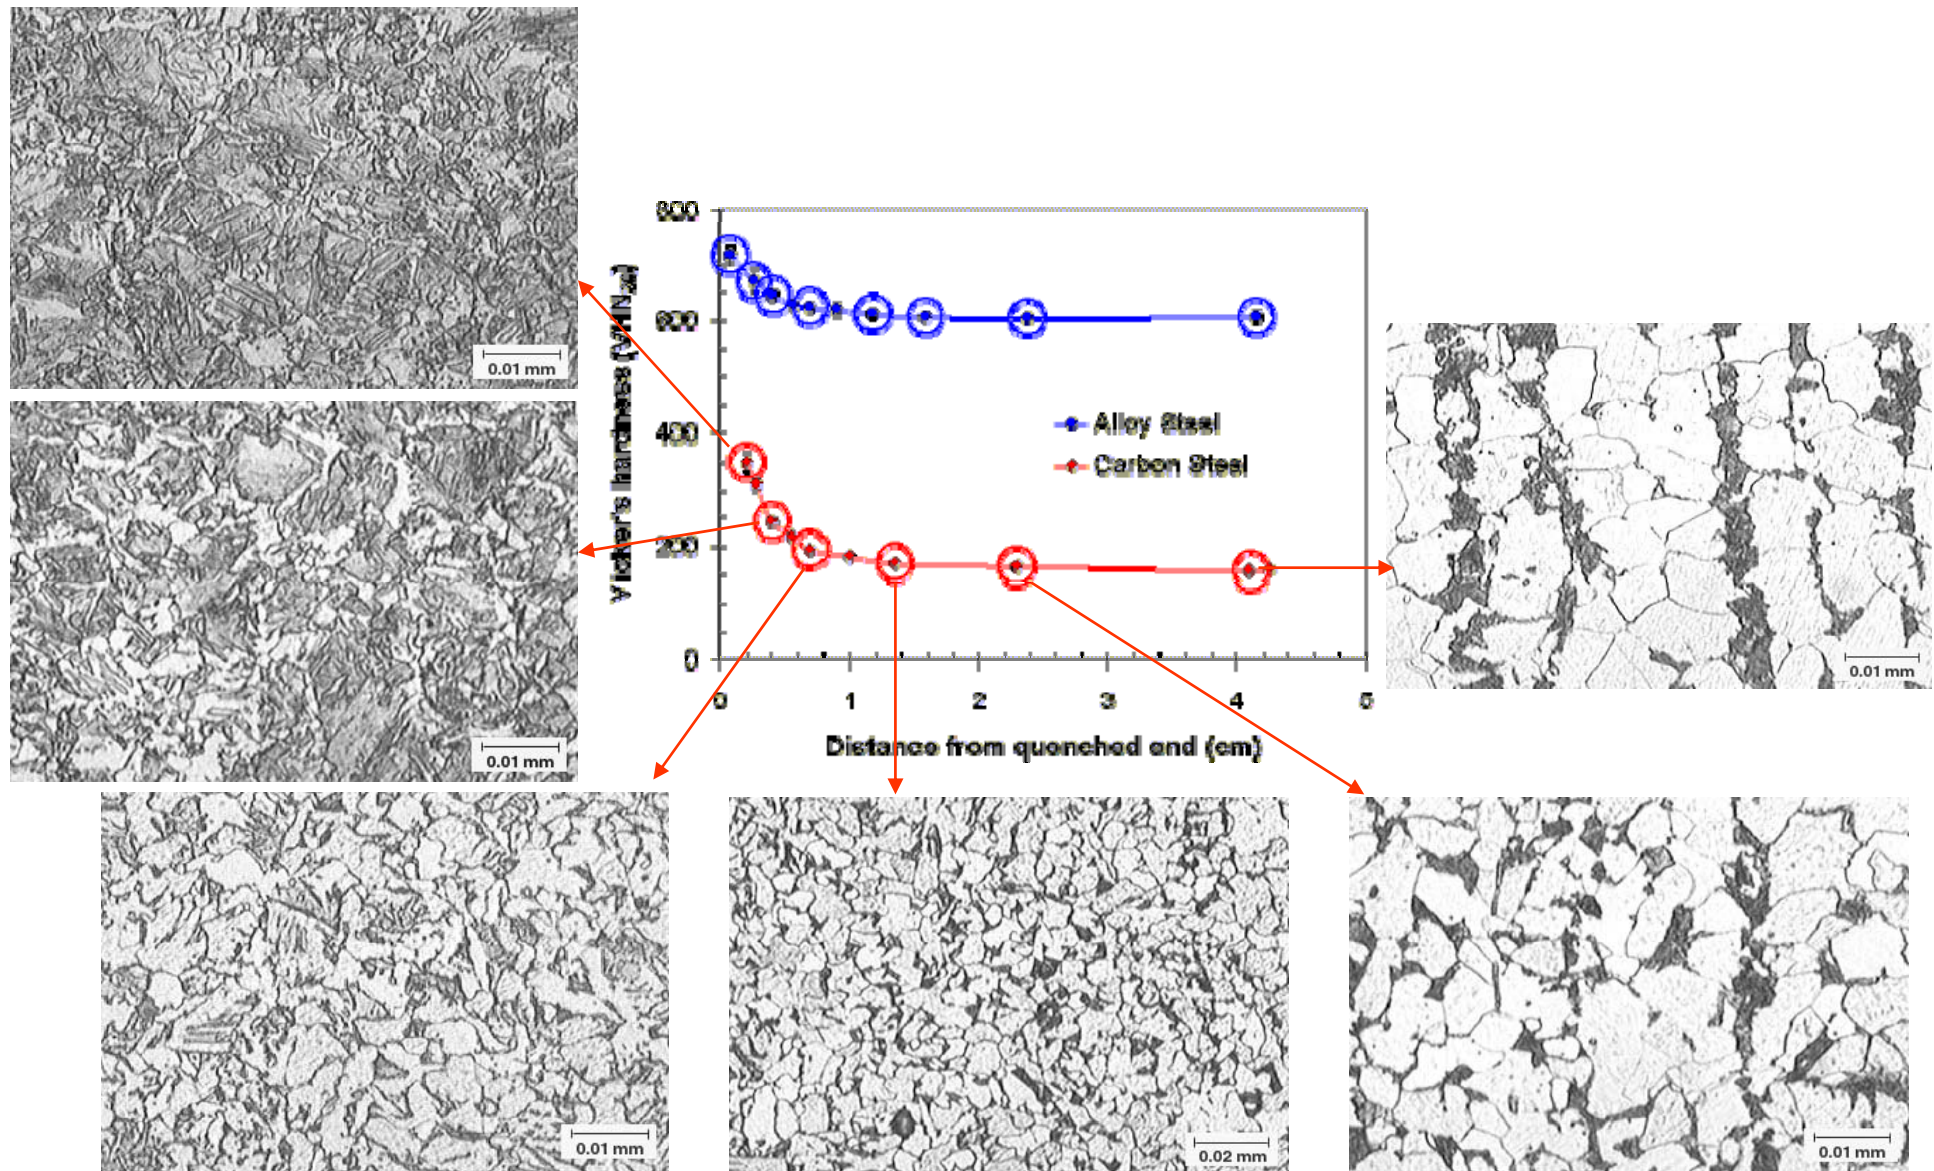 0.01 mm
0.01 mm
800
600
400
200
0
Vicker's hardness (VHN20)
Alloy Steel
Carbon Steel
0 1 2 3 4 5
Distance from quenched end (cm)
0.01 mm
0.01 mm
0.02 mm
0.01 mm